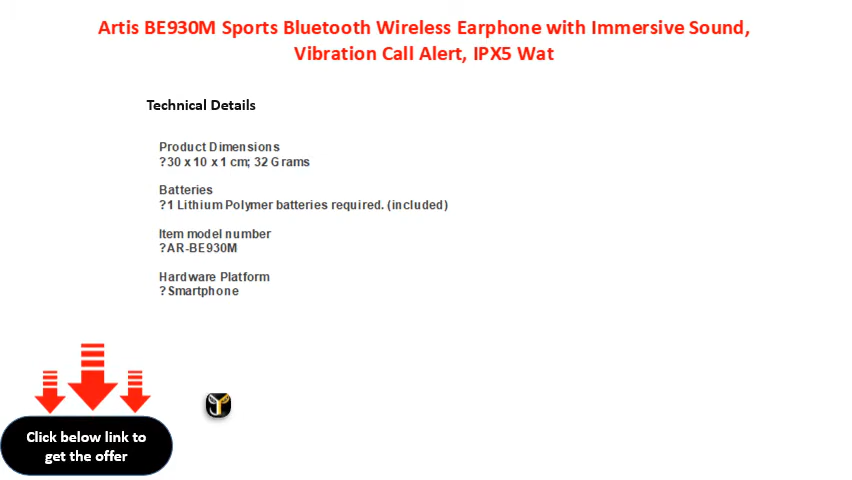 Artis BE930M Sports Bluetooth Wireless Earphone with Immersive Sound,
Vibration Call Alert, IPX5 Wat
Technical Details
Product Dimensions
?30 x 10 x 1 cm; 32 Grams
Batteries
?1 Lithium Polymer batteries required. (included)
Item model number
?AR-BE930M
Hardware Platform
?Smartphone
Click below link to
get the offer